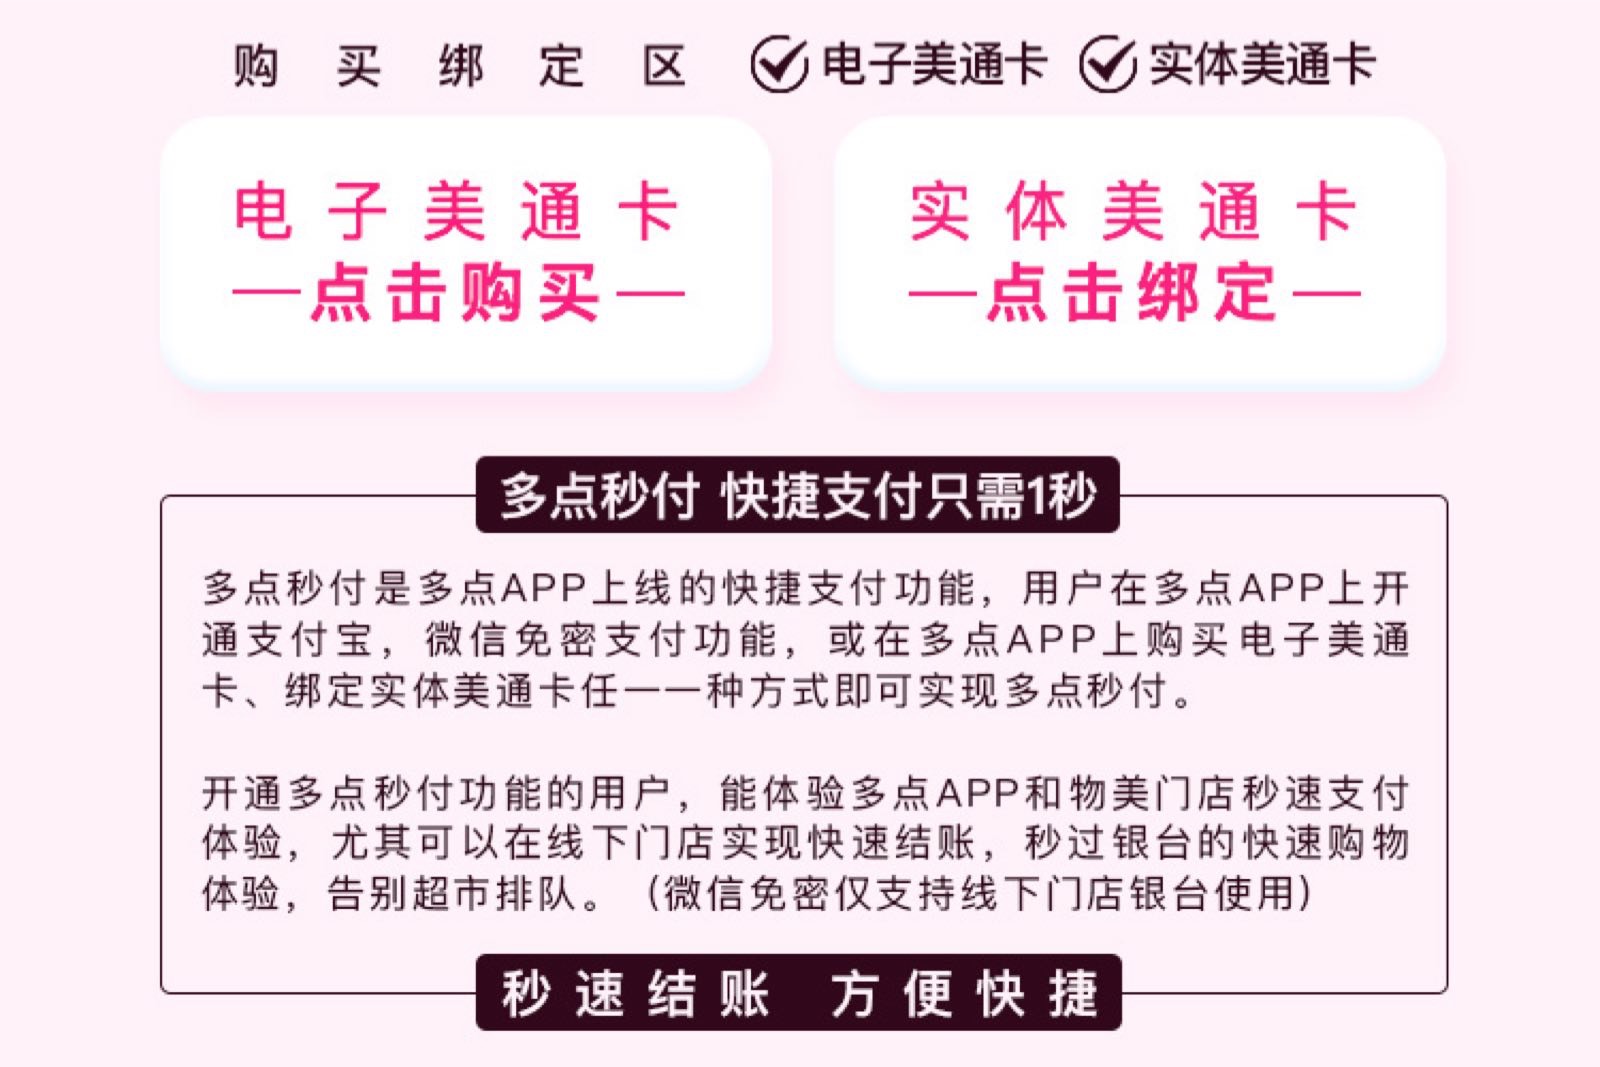 购买绑定区 电子美通卡 实体美通卡
电子美通卡
—点击购买—
实体美通卡
—点击绑定—
多点秒付 快捷支付只需1秒
多点秒付是多点APP上线的快捷支付功能，用户在多点APP上开
通支付宝，微信免密支付功能，或在多点APP上购买电子美通
卡、绑定实体美通卡任一一种方式即可实现多点秒付。
开通多点秒付功能的用户，能体验多点APP和物美门店秒速支付
体验，尤其可以在线下门店实现快速结账，秒过银台的快速购物
体验，告别超市排队。（微信免密仅支持线下门店银台使用）
秒速结账 方便快捷